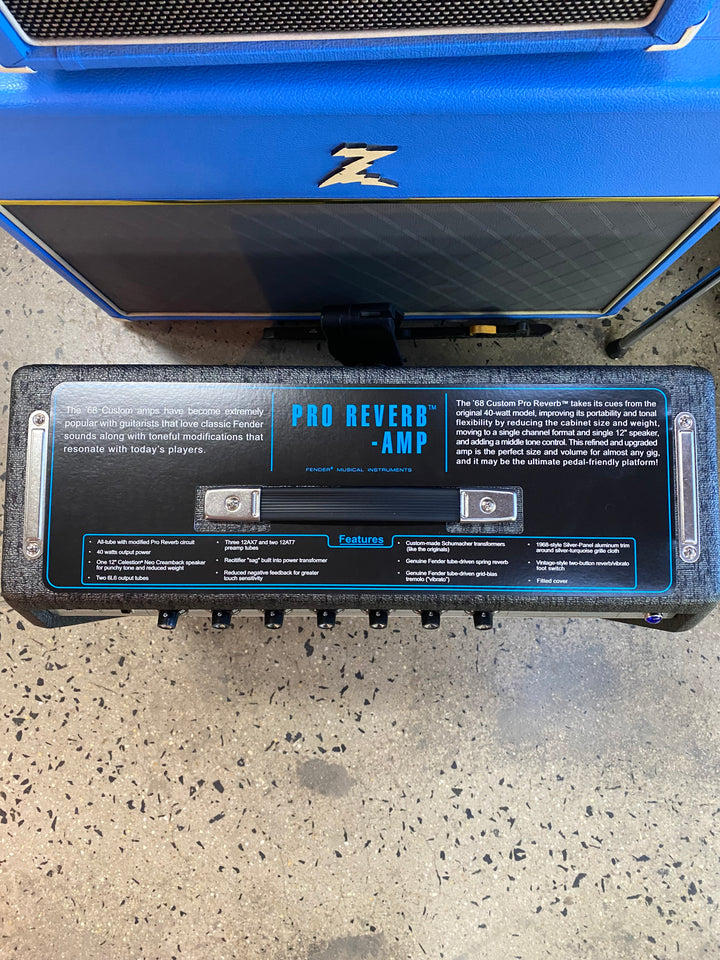 Z
The '68 Custom amps have become extremely
popular with guitarists that love classic Fender
sounds along with toneful modifications that
resonate with today's players.
PRO REVERB™
-AMP
FENDER® MUSICAL INSTRUMENTS
The '68 Custom Pro Reverb™ takes its cues from the
original 40-watt model, improving its portability and tonal
flexibility by reducing the cabinet size and weight,
moving to a single channel format and single 12" speaker,
and adding a middle tone control. This refined and upgraded
amp is the perfect size and volume for almost any gig,
and it may be the ultimate pedal-friendly platform!
Features
• All-tube with modified Pro Reverb circuit
• 40 watts output power
• One 12" Celestion® Neo Creamback speaker
for punchy tone and reduced weight
• Two 6L6 output tubes
• Three 12AX7 and two 12AT7
preamp tubes
• Rectifier "sag" built into power transformer
• Reduced negative feedback for greater
touch sensitivity
• Custom-made Schumacher transformers
(like the originals)
• Genuine Fender tube-driven spring reverb
• Genuine Fender tube-driven grid-bias
tremolo ("vibrato")
• 1968-style Silver-Panel aluminum trim
around silver-turquoise grille cloth
• Vintage-style two-button reverb/vibrato
foot switch
• Fitted cover